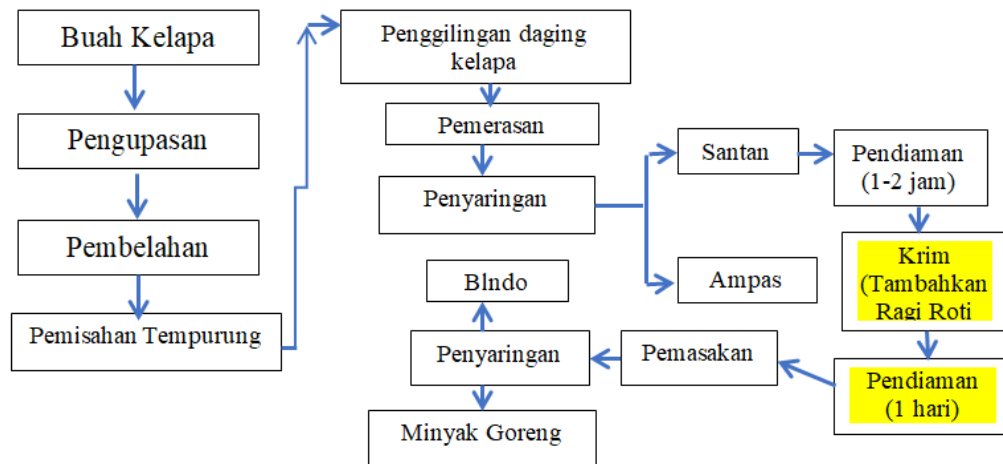 Buah Kelapa
Pengupasan
Pembelahan
Pemisahan Tempurung
Penggilingan daging
kelapa
Pemerasan
Penyaringan
Santan
Ampas
Pendiaman
(1-2 jam)
Krim
(Tambahkan
Ragi Roti
Pendiaman
(1 hari)
Pemasakan
Penyaringan
Blndo
Minyak Goreng